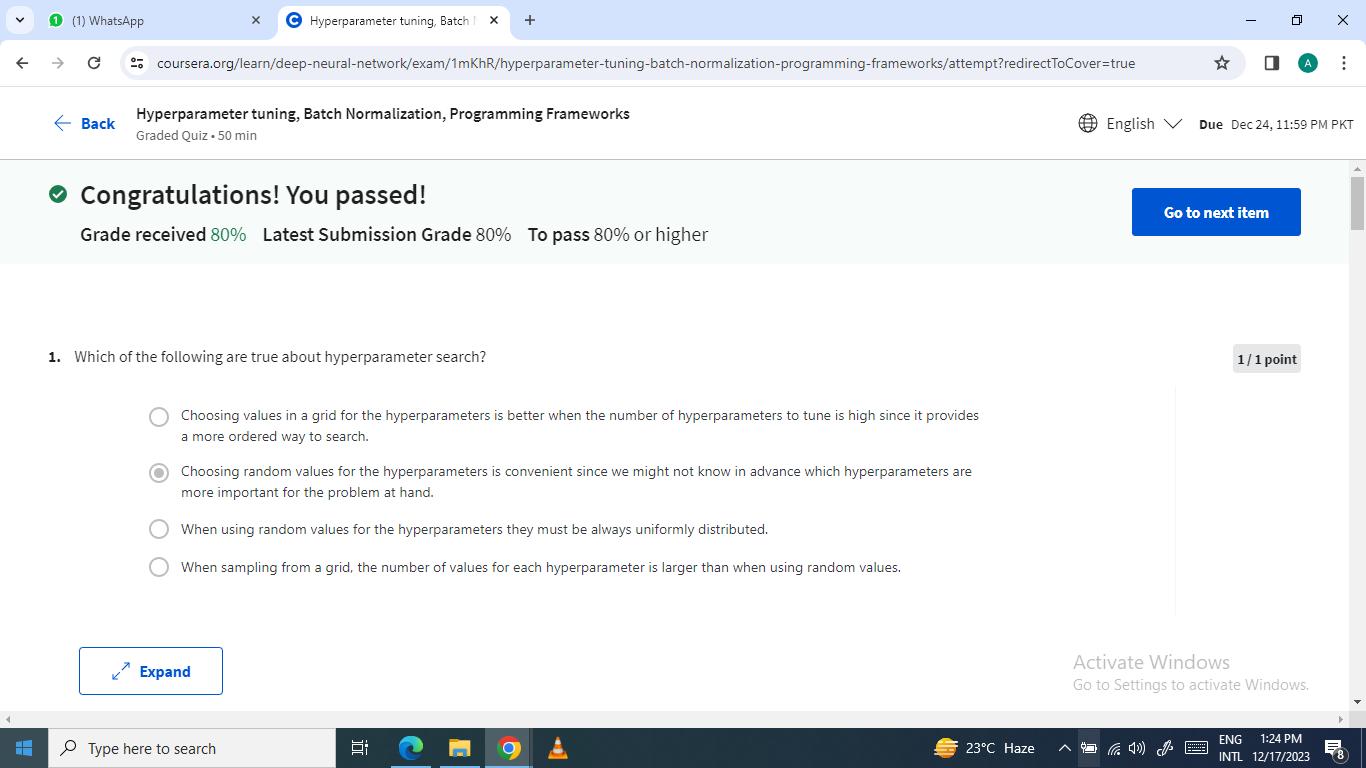 1 (1) WhatsApp
Hyperparameter tuning, Batch
coursera.org/learn/deep-neural-network/exam/1mKhR/hyperparameter-tuning-batch-normalization-programming-frameworks/attempt?redirectToCover=true
A
Back
Hyperparameter tuning, Batch Normalization, Programming Frameworks
Graded Quiz • 50 min
English
Due Dec 24, 11:59 PM PKT
Congratulations! You passed!
Grade received 80% Latest Submission Grade 80% To pass 80% or higher
Go to next item
1. Which of the following are true about hyperparameter search?
1 / 1 point
Choosing values in a grid for the hyperparameters is better when the number of hyperparameters to tune is high since it provides
a more ordered way to search.
Choosing random values for the hyperparameters is convenient since we might not know in advance which hyperparameters are
more important for the problem at hand.
When using random values for the hyperparameters they must be always uniformly distributed.
When sampling from a grid, the number of values for each hyperparameter is larger than when using random values.
Expand
Activate Windows
Go to Settings to activate Windows.
Type here to search
23°C Haze
ENG
INTL
1:24 PM
12/17/2023
8